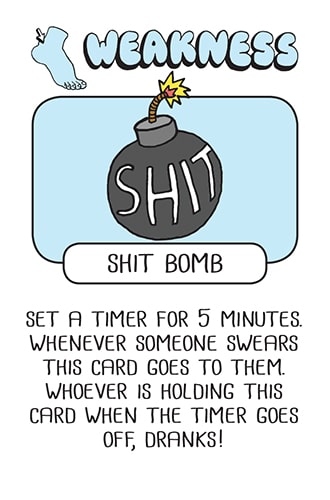 WEAKNESS
SHIT
SHIT BOMB
SET A TIMER FOR 5 MINUTES.
WHENEVER SOMEONE SWEARS
THIS CARD GOES TO THEM.
WHOEVER IS HOLDING THIS
CARD WHEN THE TIMER GOES
OFF, DRANKS!